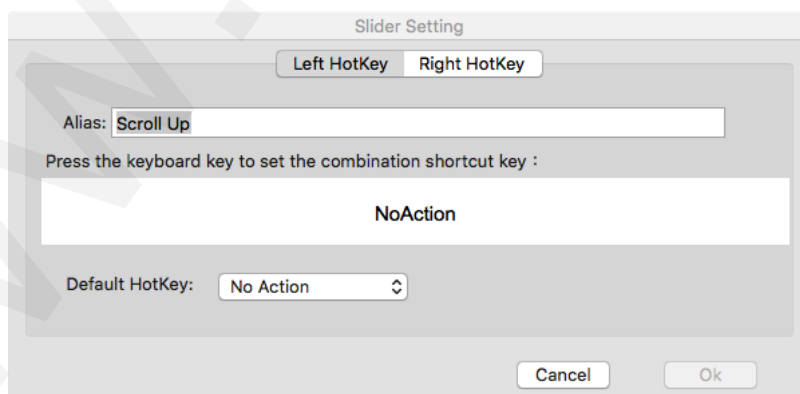 Slider Setting
Left HotKey Right HotKey
Alias: Scroll Up
Press the keyboard key to set the combination shortcut key :
NoAction
Default HotKey: No Action
Cancel Ok